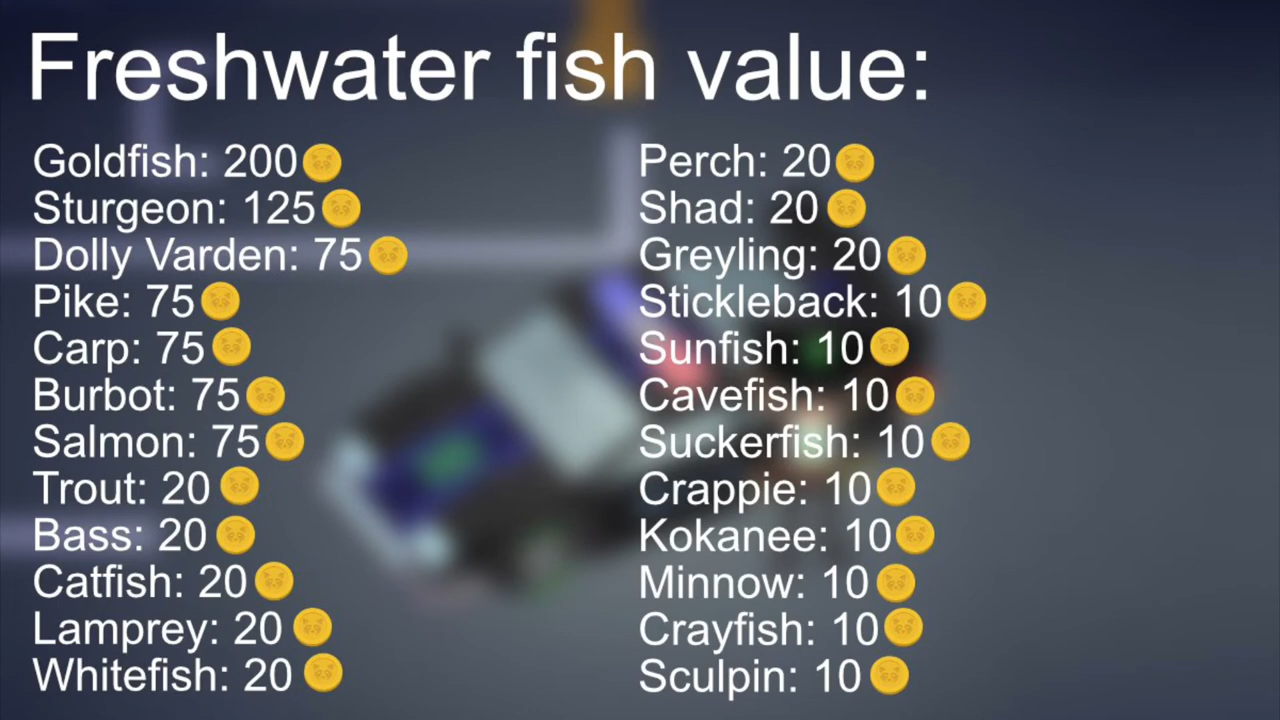 Freshwater fish value:
Goldfish: 200
Sturgeon: 125
Dolly Varden: 75
Pike: 75
Carp: 75
Burbot: 75
Salmon: 75
Trout: 20
Bass: 20
Catfish: 20
Lamprey: 20
Whitefish: 20
Perch: 20
Shad: 20
Greyling: 20
Stickleback: 10
Sunfish: 10
Cavefish: 10
Suckerfish: 10
Crappie: 10
Kokanee: 10
Minnow: 10
Crayfish: 10
Sculpin: 10